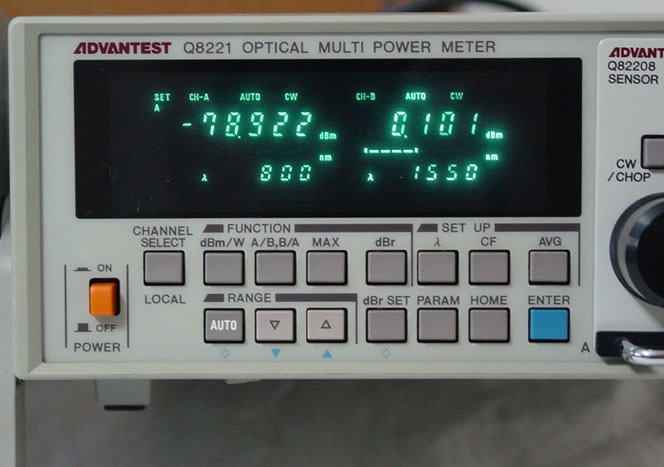 ADVANTEST Q8221 OPTICAL MULTI POWER METER
SET CH-A AUTO CW CH-B AUTO CW
A
-78.922 dBm 0.101 dBm
nm nm
λ 800 λ 1550
CHANNEL SELECT
FUNCTION
SET UP
dBm/W A/B,B/A MAX dBr λ CF AVG
LOCAL
RANGE
dBr SET PARAM HOME ENTER
AUTO
ON
OFF
POWER
A
Q82208
SENSOR
CW
/CHOP